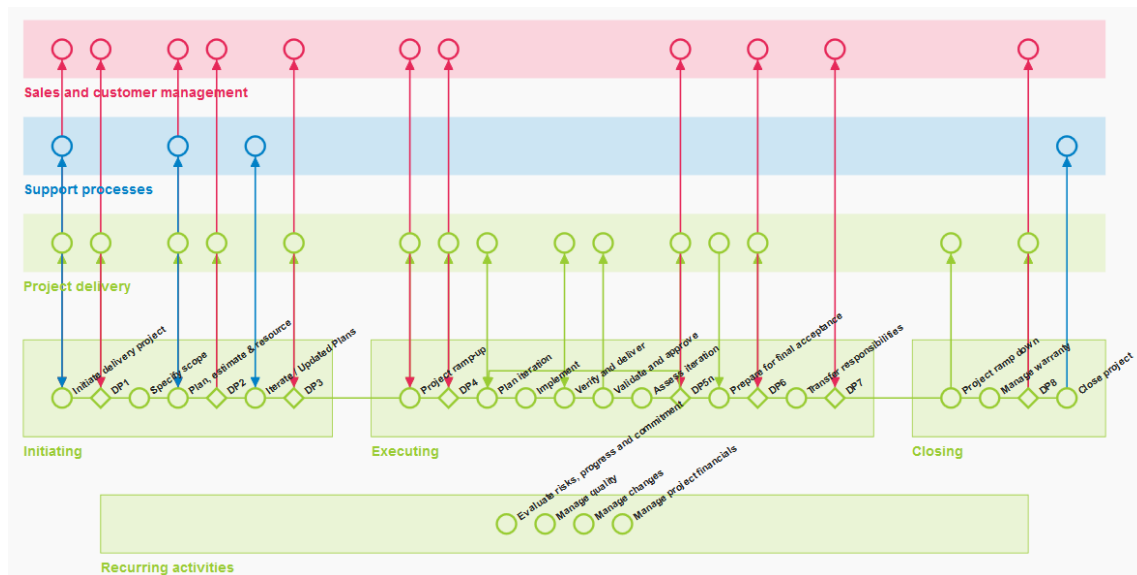 Sales and customer management
Support processes
Project delivery
Initiate delivery project
DP1
Specify scope
Plan, estimate & resource
DP2
Iterate / Updated Plans
DP3
Project ramp-up
DP4
Plan iteration
Implement
Verify and deliver
Validate and approve
Assess iteration
DP5n
Prepare for final acceptance
DP6
Transfer responsibilities
DP7
Project ramp down
Manage warranty
DP8
Close project
Initiating
Executing
Closing
Evaluate risks, progress and commitment
Manage quality
Manage changes
Manage project financials
Recurring activities